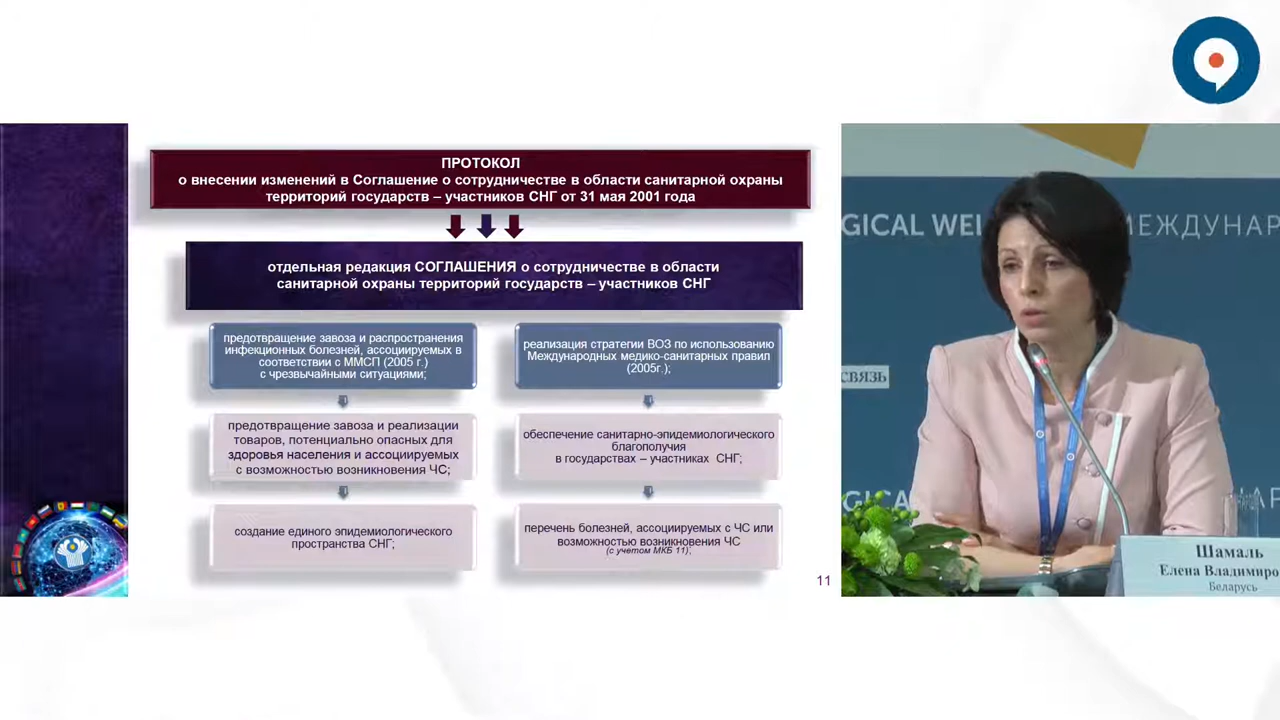 ПРОТОКОЛ
о внесении изменений в Соглашение о сотрудничестве в области санитарной охраны
территорий государств – участников СНГ от 31 мая 2001 года
отдельная редакция СОГЛАШЕНИЯ о сотрудничестве в области
санитарной охраны территорий государств – участников СНГ
предотвращение завоза и распространения
инфекционных болезней, ассоциируемых в
соответствии с ММСП (2005 г.)
с чрезвычайными ситуациями;
реализация стратегии ВОЗ по использованию
Международных медико-санитарных правил
(2005г.);
предотвращение завоза и реализации
товаров, потенциально опасных для
здоровья населения и ассоциируемых
с возможностью возникновения ЧС;
обеспечение санитарно-эпидемиологического
благополучия
в государствах – участниках СНГ;
создание единого эпидемиологического
пространства СНГ;
перечень болезней, ассоциируемых с ЧС или
возможностью возникновения ЧС
(с учетом МКБ 11);
11
GICAL WEL
МЕЖДУНАР
СВЯЗЬ
GICAL
НАР
Шамаль
Елена Владимиро
Беларусь